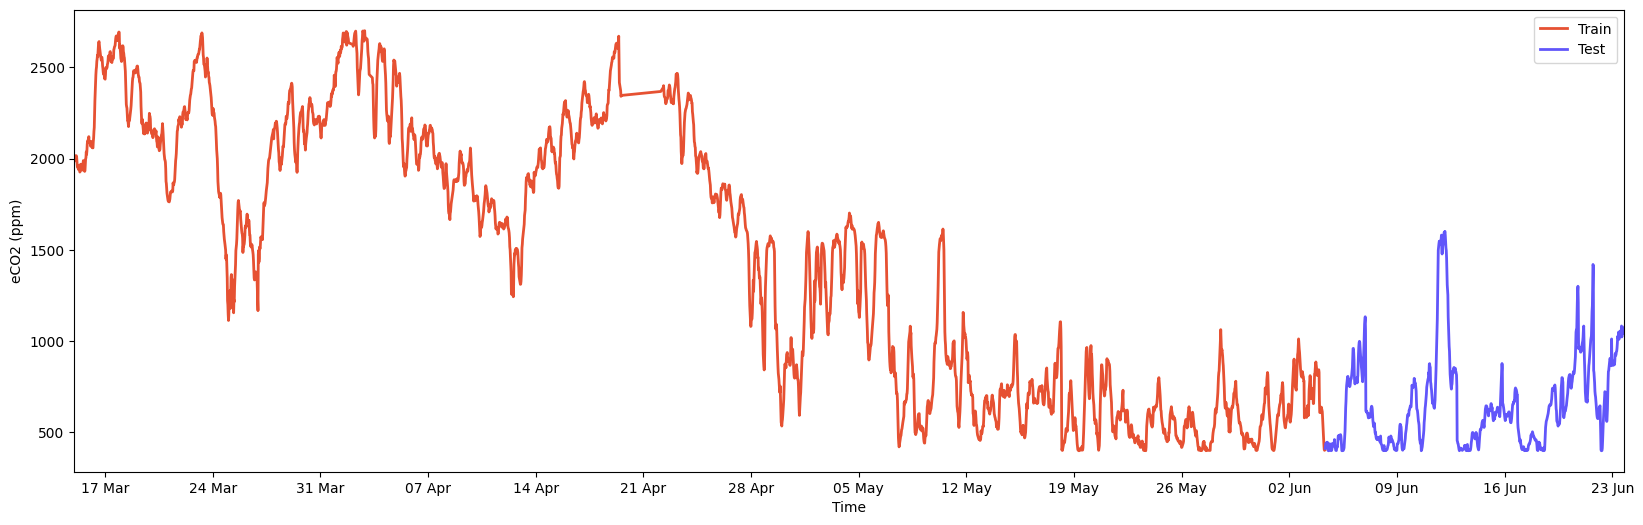 Train
Test
eCO2 (ppm)
2500
2000
1500
1000
500
17 Mar
24 Mar
31 Mar
07 Apr
14 Apr
21 Apr
28 Apr
05 May
12 May
19 May
26 May
02 Jun
09 Jun
16 Jun
23 Jun
Time